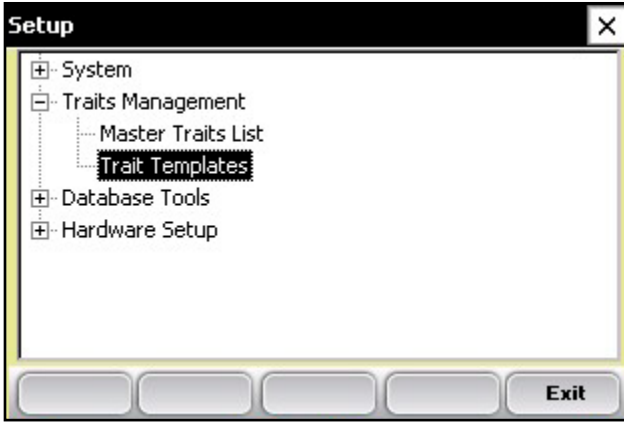 Setup
System
Traits Management
Master Traits List
Trait Templates
Database Tools
Hardware Setup
Exit